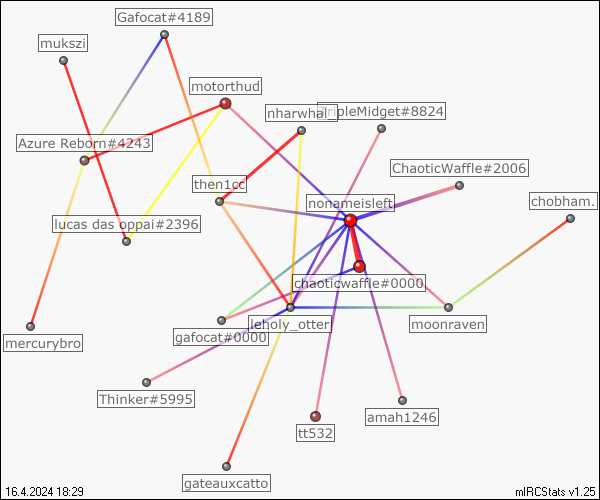 Gafocat#4189
mukszi
motorthud
nharwhal
TripleMidget#8824
Azure Reborn#4243
ChaoticWaffle#2006
then1cc
nonameisleft
chobham.
lucas das oppai#2396
chaoticwaffle#0000
leholy_otter
moonraven
gafocat#0000
mercurybro
Thinker#5995
amah1246
tt532
gateauxcatto
16.4.2024 18:29
mIRCStats v1.25